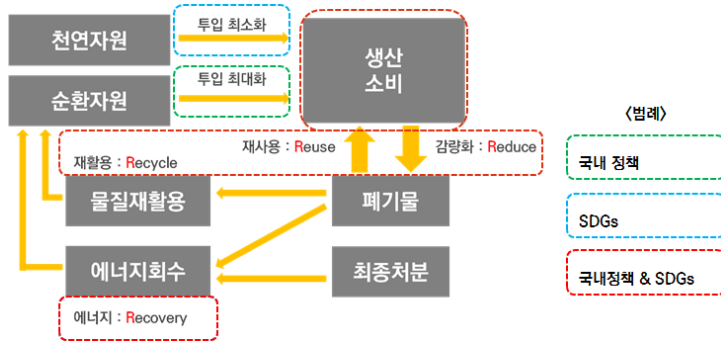 천연자원
투입 최소화
생산
소비
순환자원
투입 최대화
재사용 : Reuse
감량화 : Reduce
재활용 : Recycle
물질재활용
폐기물
에너지회수
최종처분
에너지 : Recovery
〈범례〉
국내 정책
SDGs
국내정책 & SDGs